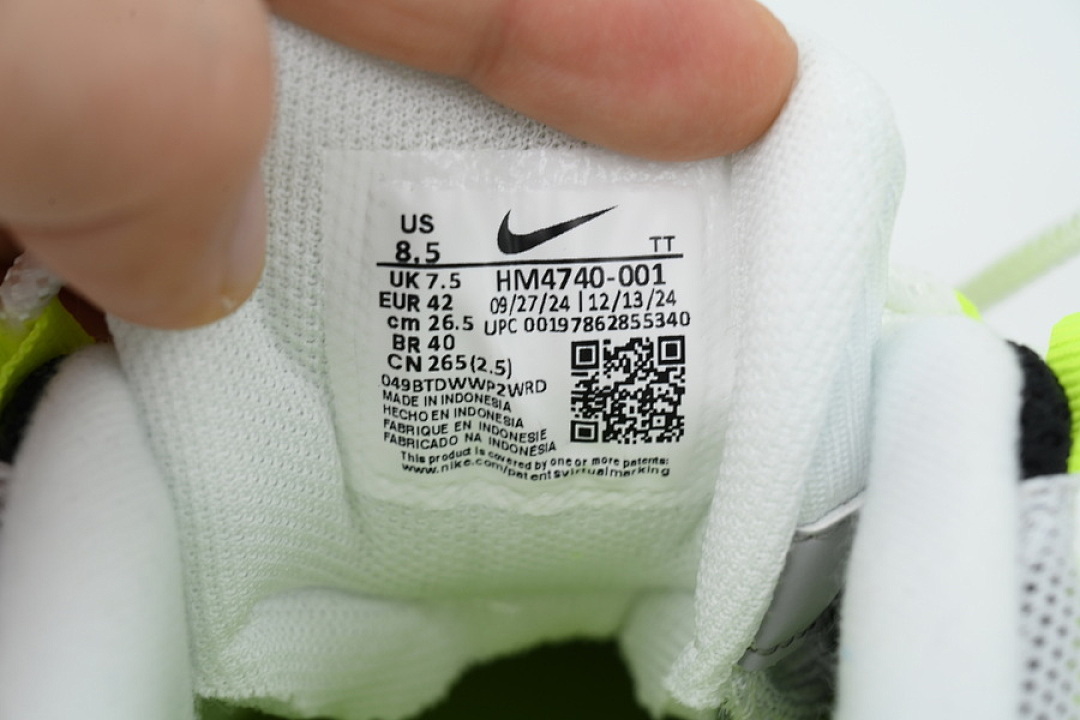 US
8.5
TT
UK 7.5 HM4740-001
EUR 42 09/27/24 | 12/13/24
cm 26.5 UPC 00197862855340
BR 40
CN 265(2.5)
049BTDWWP2WRD
MADE IN INDONESIA
HECHO EN INDONESIA
FABRIQUE EN INDONESIE
FABRICADO NA INDONESIA
This product is covered by one or more patents:
www.nike.com/patentsvirtualmarking